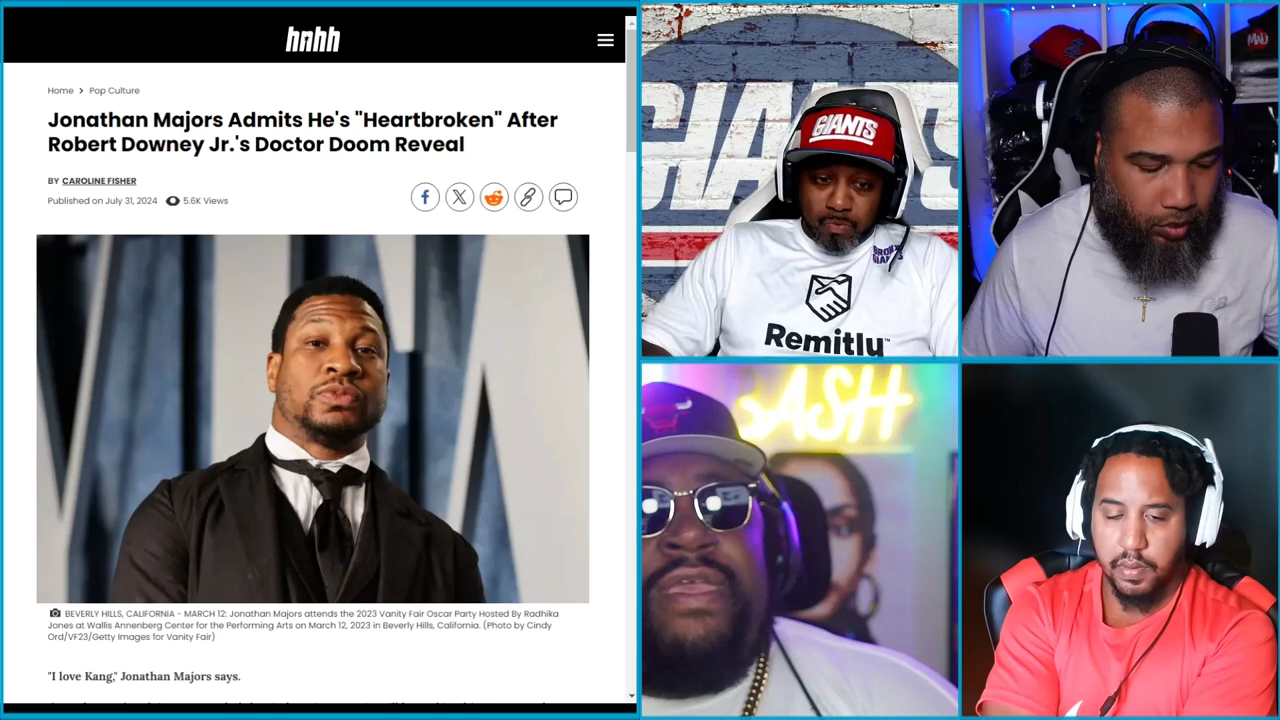 hnhh
Home > Pop Culture
Jonathan Majors Admits He's "Heartbroken" After
Robert Downey Jr.'s Doctor Doom Reveal
BY CAROLINE FISHER
Published on July 31, 2024 5.6K Views
BEVERLY HILLS, CALIFORNIA - MARCH 12: Jonathan Majors attends the 2023 Vanity Fair Oscar Party Hosted By Radhika
Jones at Wallis Annenberg Center for the Performing Arts on March 12, 2023 in Beverly Hills, California. (Photo by Cindy
Ord/VF23/Getty Images for Vanity Fair)
"I love Kang," Jonathan Majors says.
GIANTS
GIANTS
Remitly